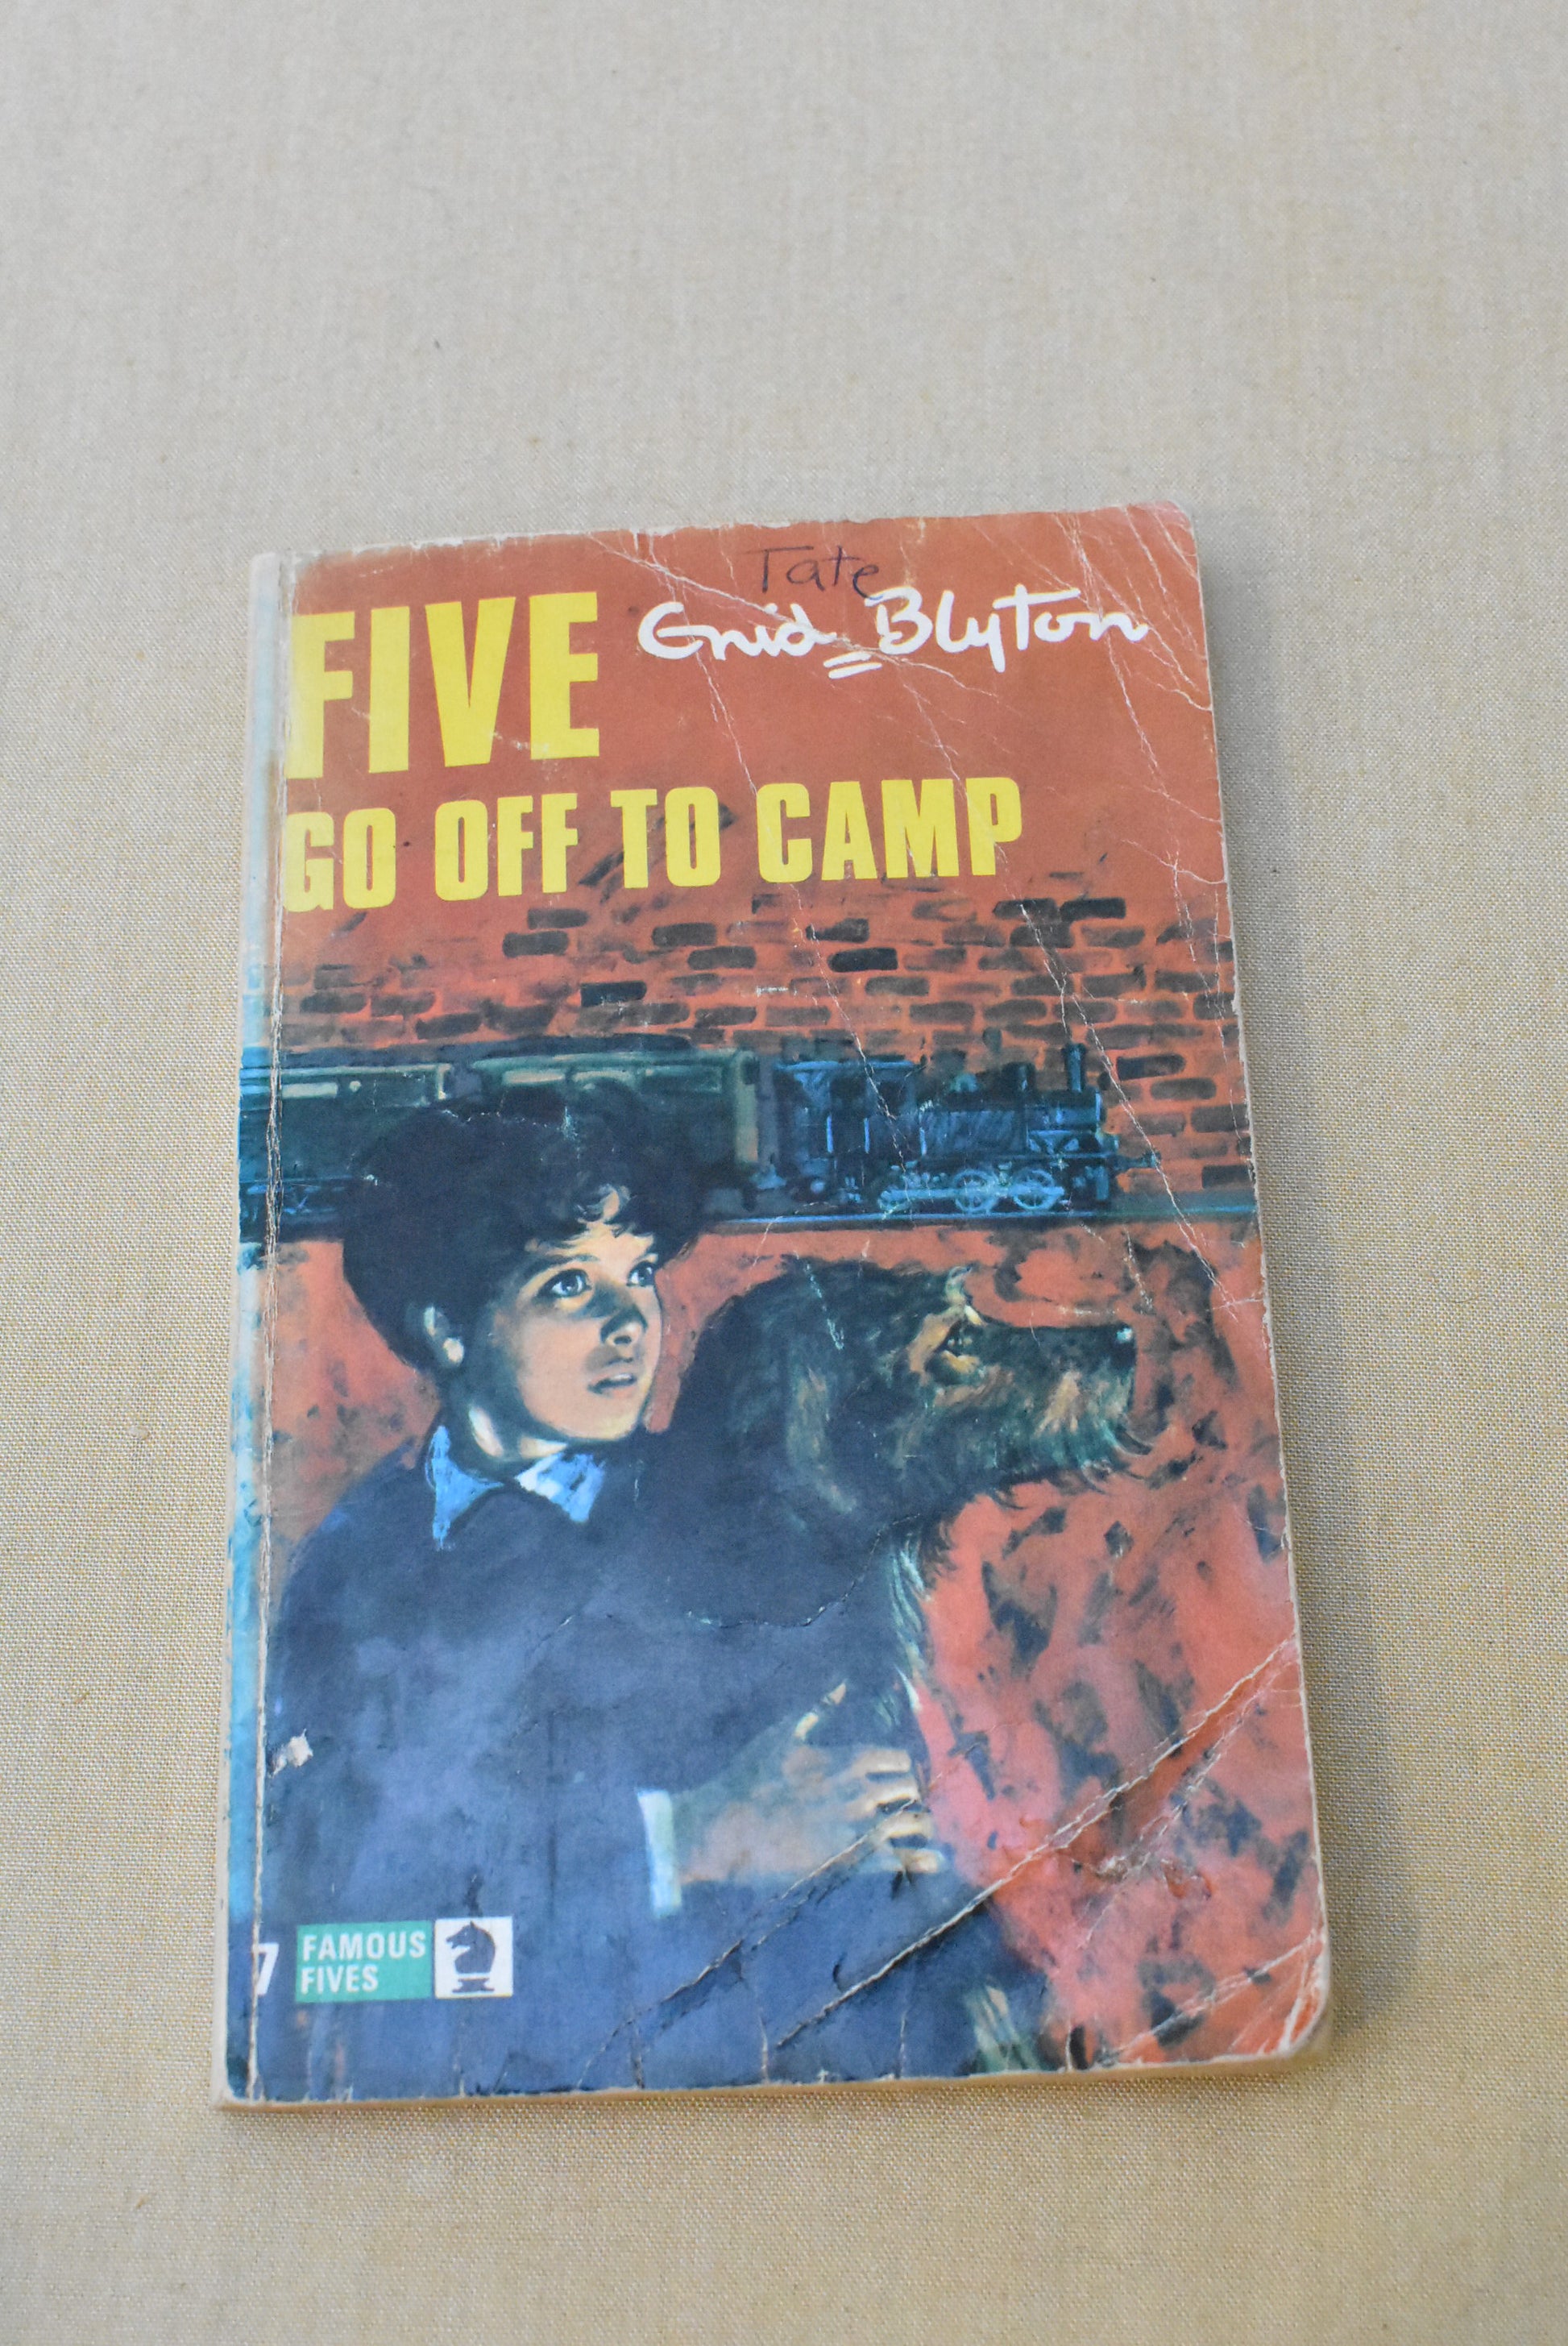 Tate
FIVE Enid Blyton
GO OFF TO CAMP
7 FAMOUS
FIVES